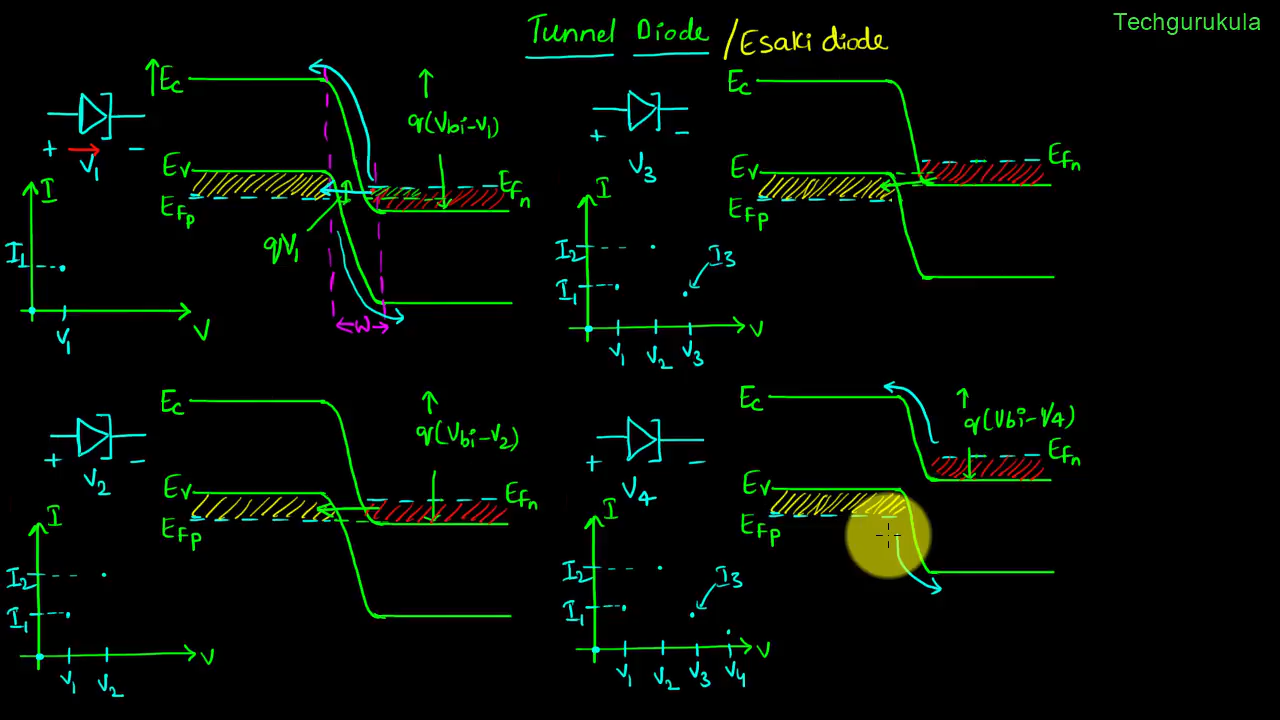 Techgurukula
Tunnel Diode /Esaki diode
Ec
q(Vbi-V1)
+ V1 -
Ev
EFn
EFp
I
I1
qV1
W
V1
V
Ec
+ V3 -
Ev
EFn
EFp
I
I2
I1
I3
V1 V2 V3
V
Ec
q(Vbi-V2)
+ V2 -
Ev
EFn
EFp
I
I2
I1
V1 V2
V
Ec
q(Vbi-V4)
+ V4 -
EFn
Ev
EFp
I
I2
I1
I3
V1 V2 V3 V4
V